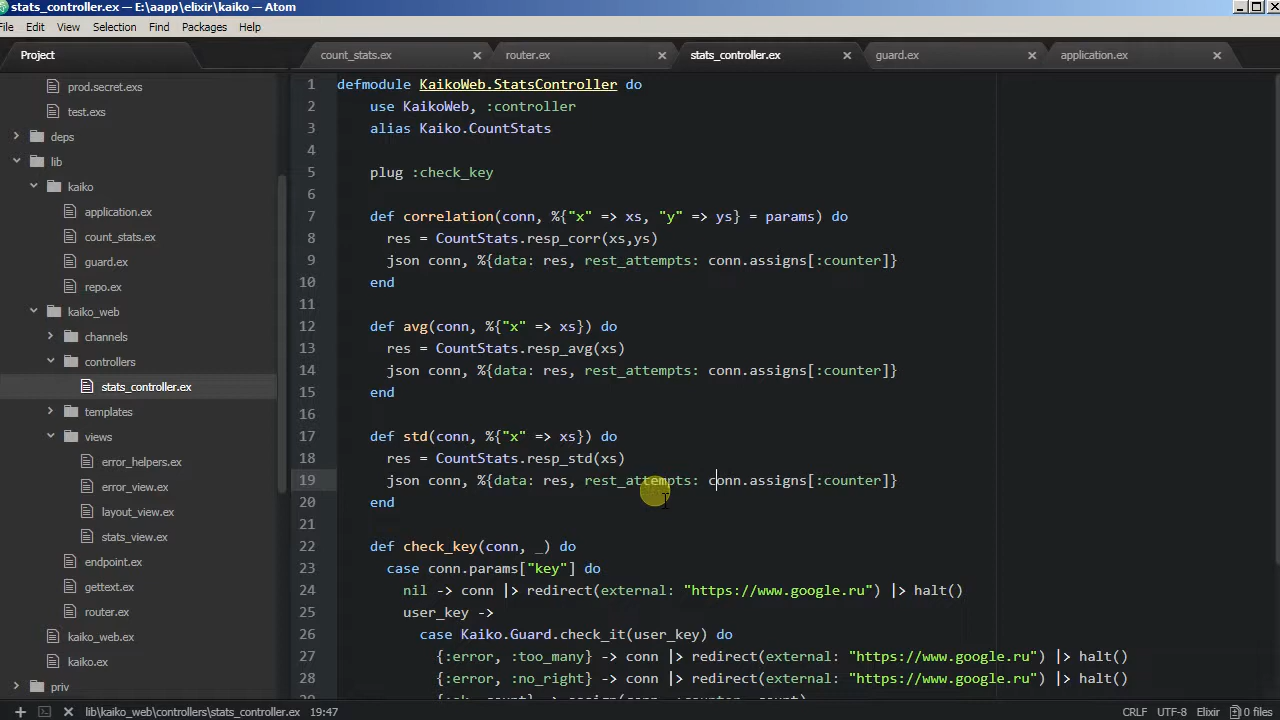 stats_controller.ex — E:\aapp\elixir\kaiko — Atom
File Edit View Selection Find Packages Help
Project
count_stats.ex
router.ex
stats_controller.ex
guard.ex
application.ex
prod.secret.exs
test.exs
deps
lib
kaiko
application.ex
count_stats.ex
guard.ex
repo.ex
kaiko_web
channels
controllers
stats_controller.ex
templates
views
error_helpers.ex
error_view.ex
layout_view.ex
stats_view.ex
endpoint.ex
gettext.ex
router.ex
kaiko_web.ex
kaiko.ex
priv
1 defmodule KaikoWeb.StatsController do
2 use KaikoWeb, :controller
3 alias Kaiko.CountStats
4
5 plug :check_key
6
7 def correlation(conn, %{"x" => xs, "y" => ys} = params) do
8 res = CountStats.resp_corr(xs,ys)
9 json conn, %{data: res, rest_attempts: conn.assigns[:counter]}
10 end
11
12 def avg(conn, %{"x" => xs}) do
13 res = CountStats.resp_avg(xs)
14 json conn, %{data: res, rest_attempts: conn.assigns[:counter]}
15 end
16
17 def std(conn, %{"x" => xs}) do
18 res = CountStats.resp_std(xs)
19 json conn, %{data: res, rest_attempts: conn.assigns[:counter]}
20 end
21
22 def check_key(conn, _) do
23 case conn.params["key"] do
24 nil -> conn |> redirect(external: "https://www.google.ru") |> halt()
25 user_key ->
26 case Kaiko.Guard.check_it(user_key) do
27 {:error, :too_many} -> conn |> redirect(external: "https://www.google.ru") |> halt()
28 {:error, :no_right} -> conn |> redirect(external: "https://www.google.ru") |> halt()
lib\kaiko_web\controllers\stats_controller.ex 19:47
CRLF UTF-8 Elixir 0 files